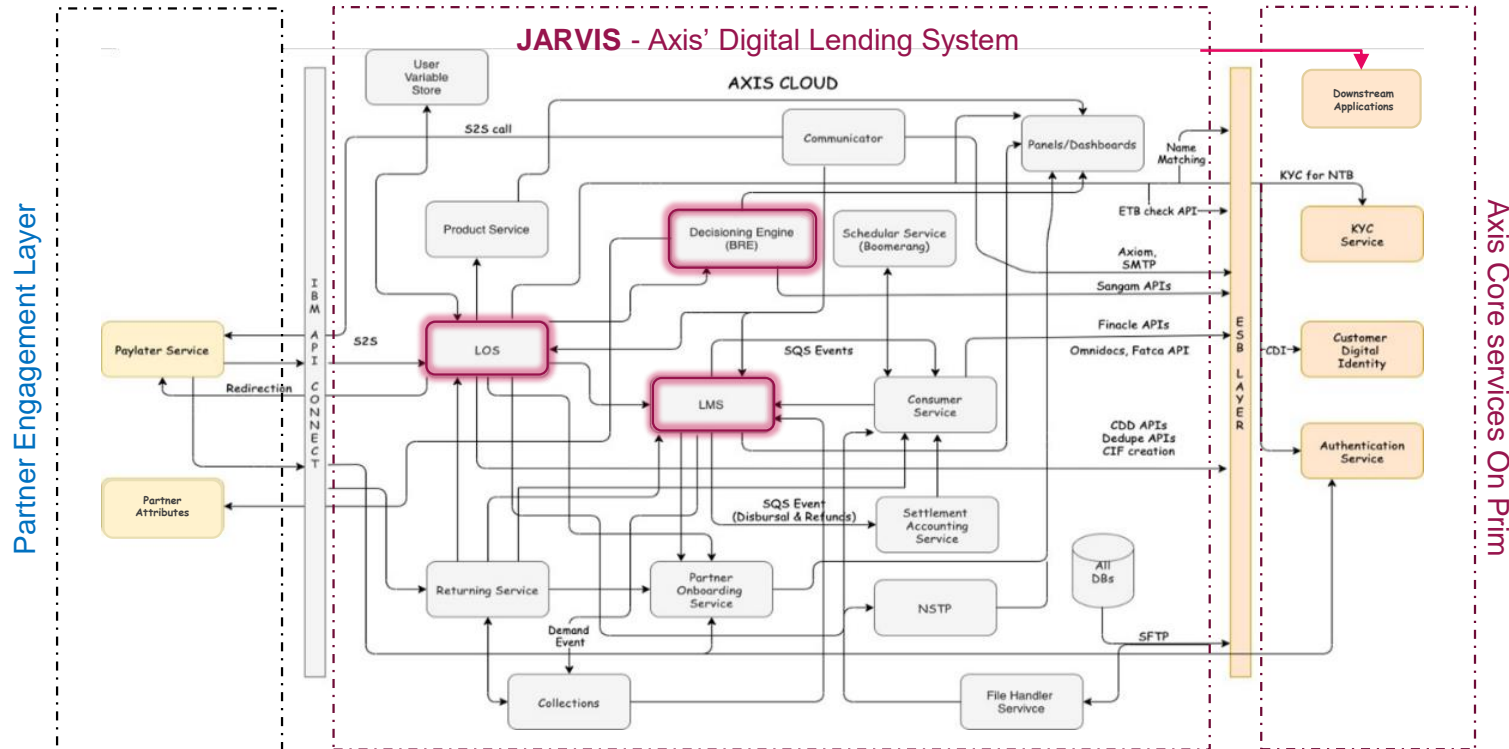 JARVIS - Axis' Digital Lending System
Partner Engagement Layer
Axis Core services On Prim
AXIS CLOUD
User
Variable
Store
S2S call
Communicator
Panels/Dashboards
Name
Matching
Downstream
Applications
KYC for NTB
ETB check API
Product Service
Decisioning Engine
(BRE)
Schedular Service
(Boomerang)
KYC
Service
Axiom,
SMTP
Sangam APIs
IBM API CONNECT
ESB LAYER
Paylater Service
S2S
LOS
SQS Events
Finacle APIs
Omnidocs, Fatca API
CDI
Customer
Digital
Identity
Redirection
LMS
Consumer
Service
CDD APIs
Dedupe APIs
CIF creation
Authentication
Service
Partner
Attributes
SQS Event
(Disbursal & Refunds)
Settlement
Accounting
Service
All
DBs
Returning Service
Partner
Onboarding
Service
NSTP
Demand
Event
SFTP
Collections
File Handler
Servivce